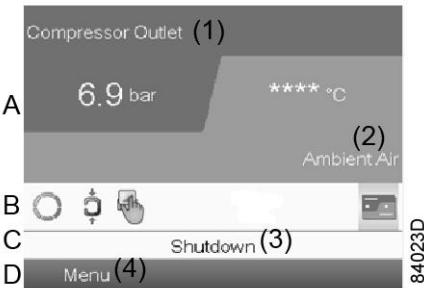 Compressor Outlet (1)
A
6.9 bar
**** °C
(2)
Ambient Air
B
C
Shutdown (3)
D
Menu (4)
84023D